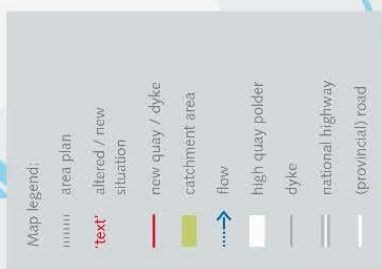 Map legend:
area plan
'text' altered / new
situation
new quay / dyke
catchment area
flow
high quay polder
dyke
national highway
(provincial) road